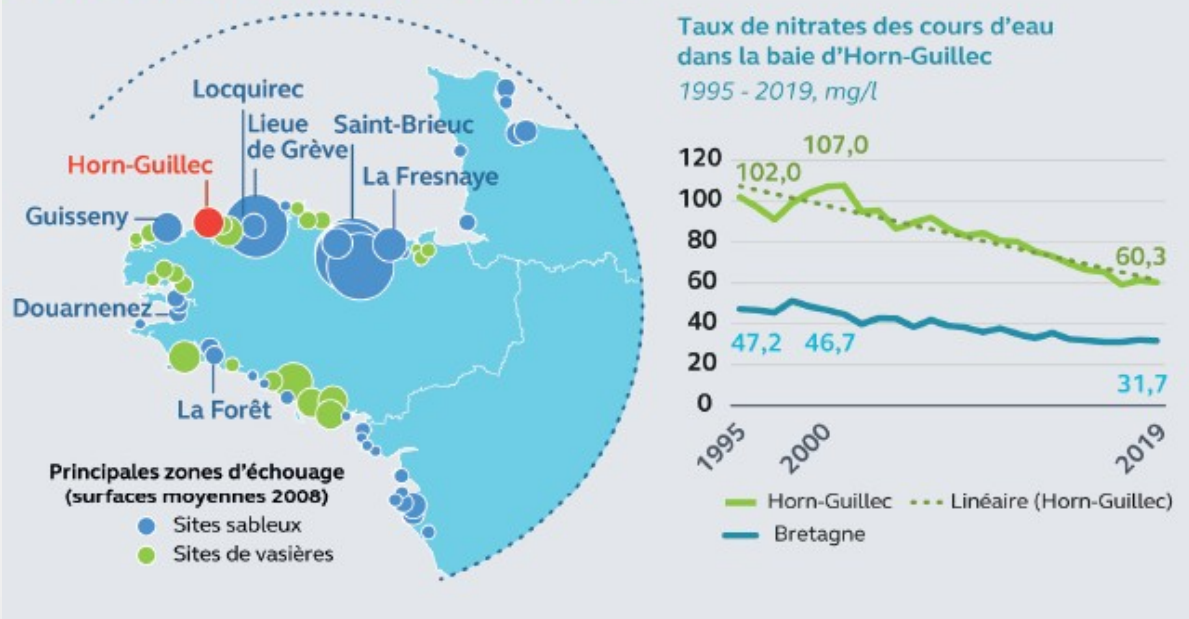 Locquirec
Lieue
de Grève
Saint-Brieuc
Horn-Guillec
La Fresnaye
Guisseny
Douarnenez
La Forêt
Principales zones d'échouage
(surfaces moyennes 2008)
Sites sableux
Sites de vasières
Taux de nitrates des cours d'eau
dans la baie d'Horn-Guillec
1995 - 2019, mg/l
120
100
80
60
40
20
0
102,0
107,0
60,3
47,2
46,7
31,7
1995
2000
2019
Horn-Guillec
Linéaire (Horn-Guillec)
Bretagne